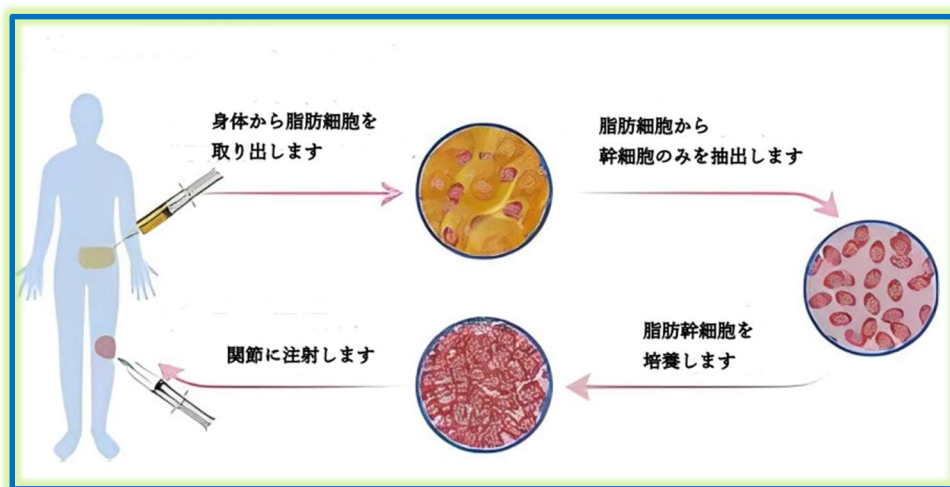 身体から脂肪細胞を
取り出します
脂肪細胞から
幹細胞のみを抽出します
脂肪幹細胞を
培養します
関節に注射します